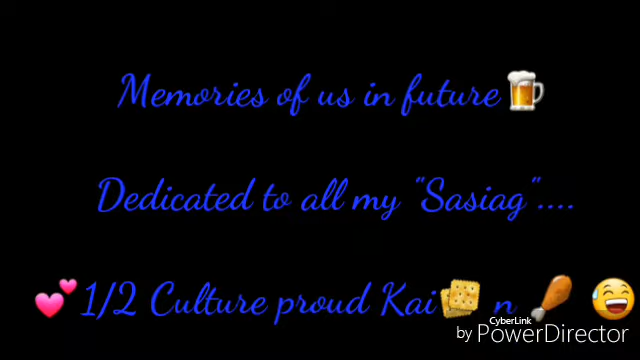 Memories of us in future🍺
Dedicated to all my "Sasiag"....
💕1/2 Culture proud Kai🍘 n🍗 😅
CyberLink
by PowerDirector